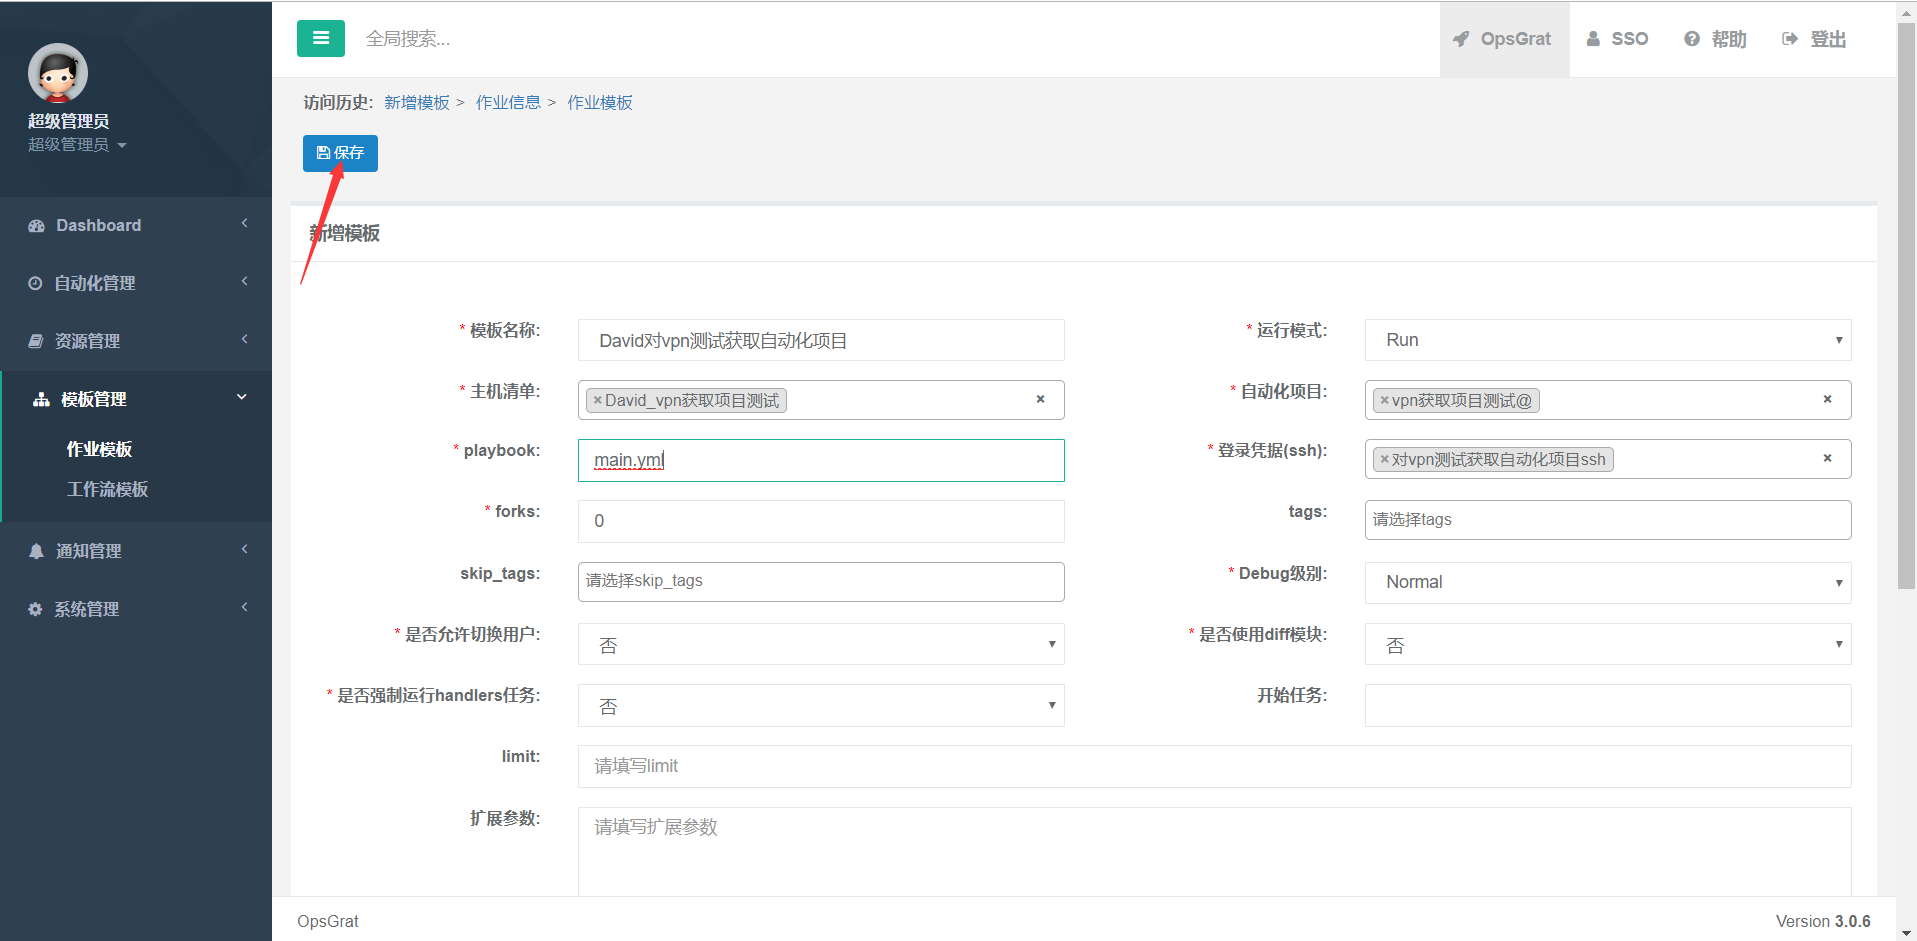 全局搜索...
OpsGrat
SSO
帮助
登出
超级管理员
超级管理员
Dashboard
自动化管理
资源管理
模板管理
作业模板
工作流模板
通知管理
系统管理
访问历史: 新增模板 > 作业信息 > 作业模板
保存
新增模板
* 模板名称: David对vpn测试获取自动化项目
* 运行模式: Run
* 主机清单: ×David_vpn获取项目测试 ×
* 自动化项目: ×vpn获取项目测试@ ×
* playbook: main.yml
* 登录凭据(ssh): ×对vpn测试获取自动化项目ssh ×
* forks: 0
tags: 请选择tags
skip_tags: 请选择skip_tags
* Debug级别: Normal
* 是否允许切换用户: 否
* 是否使用diff模块: 否
* 是否强制运行handlers任务: 否
开始任务:
limit: 请填写limit
扩展参数: 请填写扩展参数
OpsGrat
Version 3.0.6